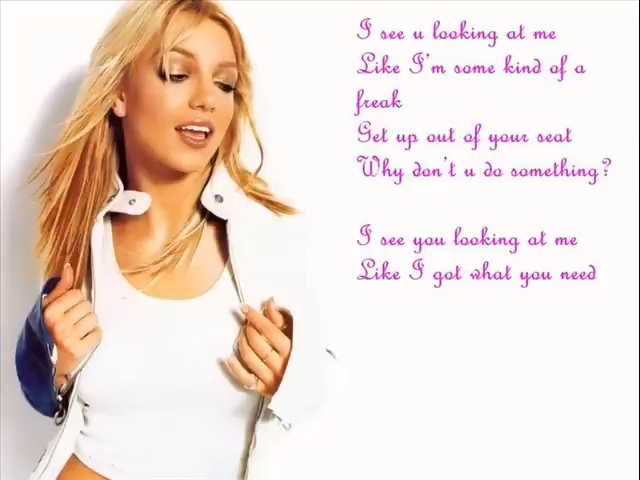 I see u looking at me
Like I'm some kind of a
freak
Get up out of your seat
Why don't u do something?
I see you looking at me
Like I got what you need